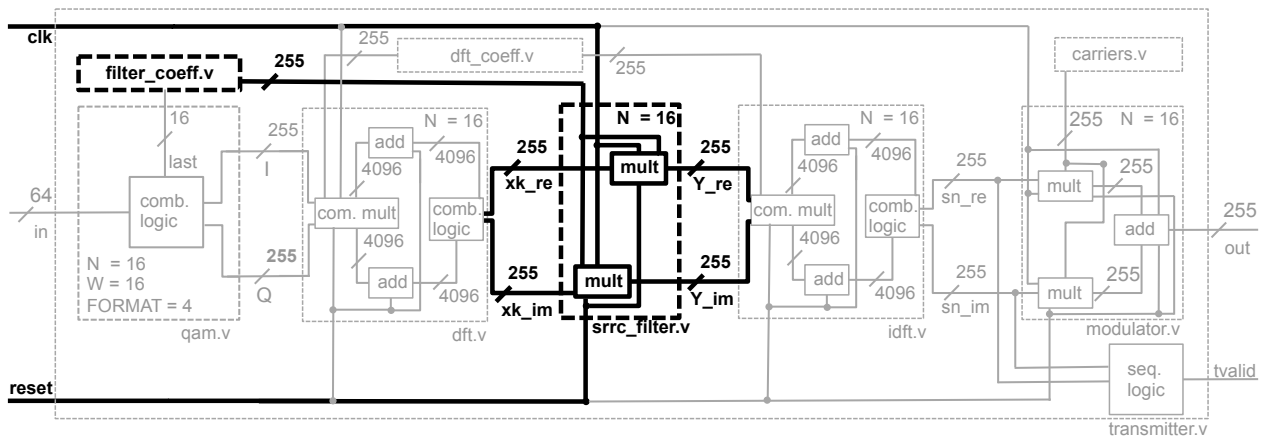 clk
255
dft_coeff.v
255
carriers.v
filter_coeff.v
255
16
last
64
in
comb.
logic
N = 16
W = 16
FORMAT = 4
qam.v
255
I
255
Q
N = 16
add
4096
4096
com. mult
comb.
logic
4096
add
4096
dft.v
255
xk_re
255
xk_im
N = 16
mult
mult
srrc_filter.v
255
Y_re
255
Y_im
N = 16
add
4096
4096
com. mult
comb.
logic
4096
add
4096
idft.v
255
sn_re
255
sn_im
255
N = 16
mult
255
add
mult
255
modulator.v
255
out
reset
seq.
logic
tvalid
transmitter.v